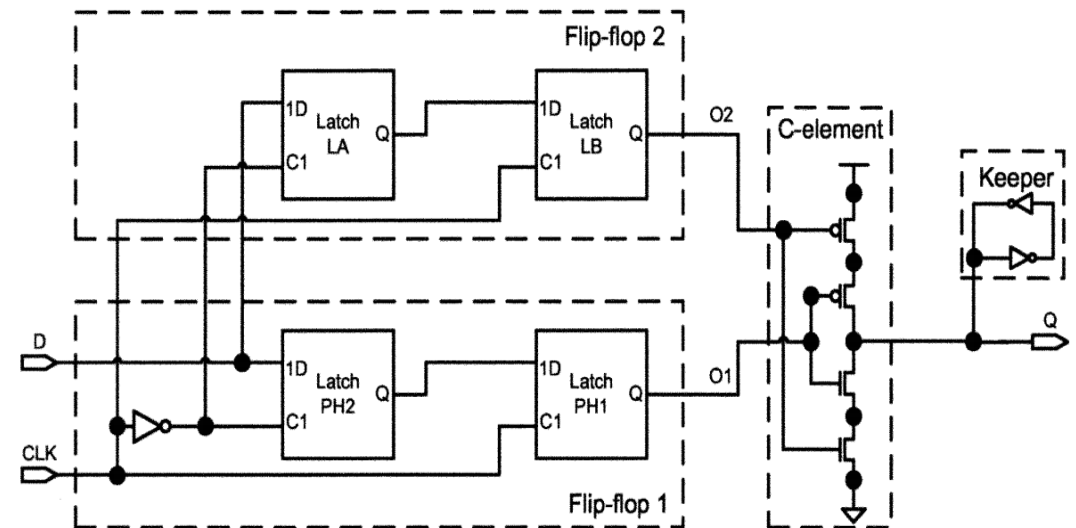 Flip-flop 2
1D
Latch
LA
Q
C1
1D
Latch
LB
Q
C1
O2
C-element
Keeper
D
CLK
1D
Latch
PH2
Q
C1
1D
Latch
PH1
Q
C1
O1
Q
Flip-flop 1